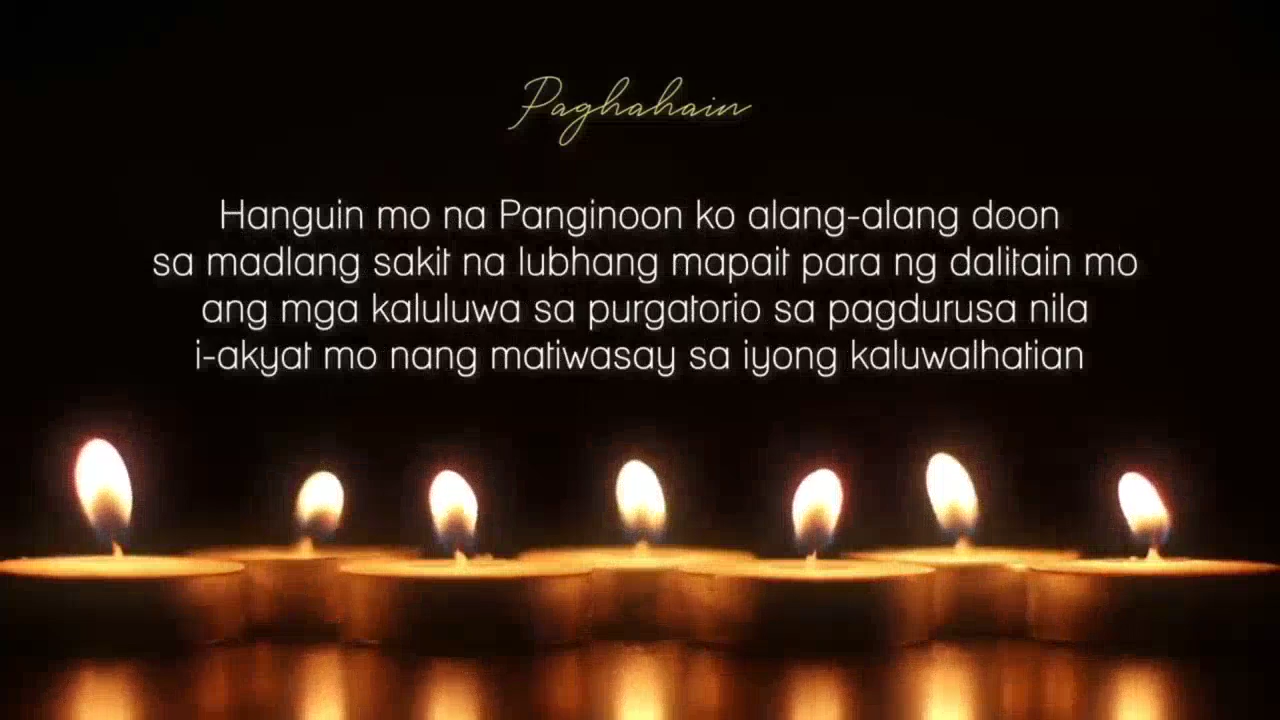 Paghahain
Hanguin mo na Panginoon ko alang-alang doon
sa madlang sakit na lubhang mapait para ng dalitain mo
ang mga kaluluwa sa purgatorio sa pagdurusa nila
i-akyat mo nang matiwasay sa iyong kaluwalhatian